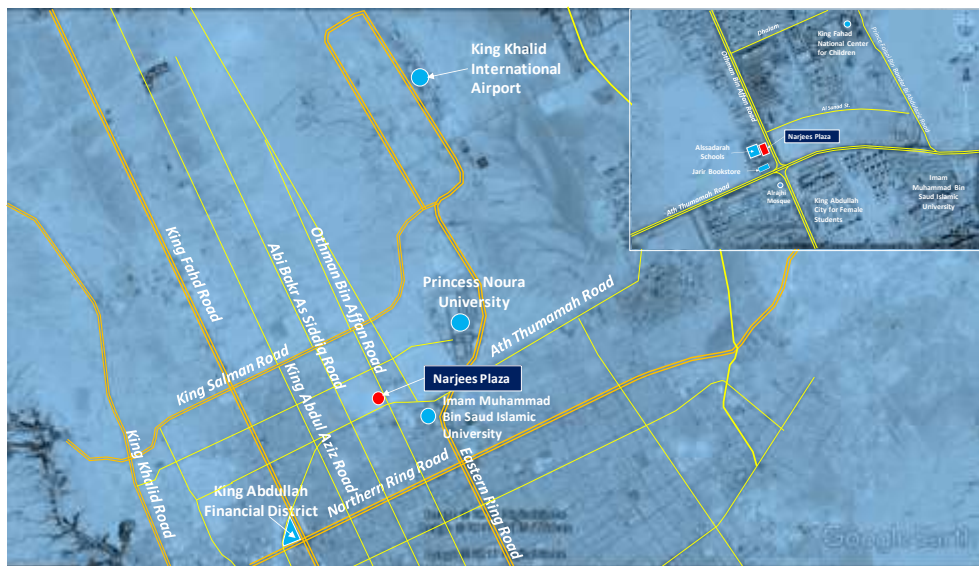 King Khalid
International
Airport
King Fahd Road
Abi Bakr As Siddiq Road
Othman Bin Affan Road
Princess Noura
University
Ath Thumamah Road
King Salman Road
Narjees Plaza
Imam Muhammad
Bin Saud Islamic
University
King Abdul Aziz Road
King Khalid Road
Northern Ring Road
Eastern Ring Road
King Abdullah
Financial District
King Fahad
National Center
for Children
Dhalam
Othman Bin Affan Road
Narjees Plaza
Alssadarah
Schools
Jarir Bookstore
Ath Thumamah Road
Alrajhi
Mosque
King Abdullah
City for Female
Students
Imam
Muhammad Bin
Saud Islamic
University